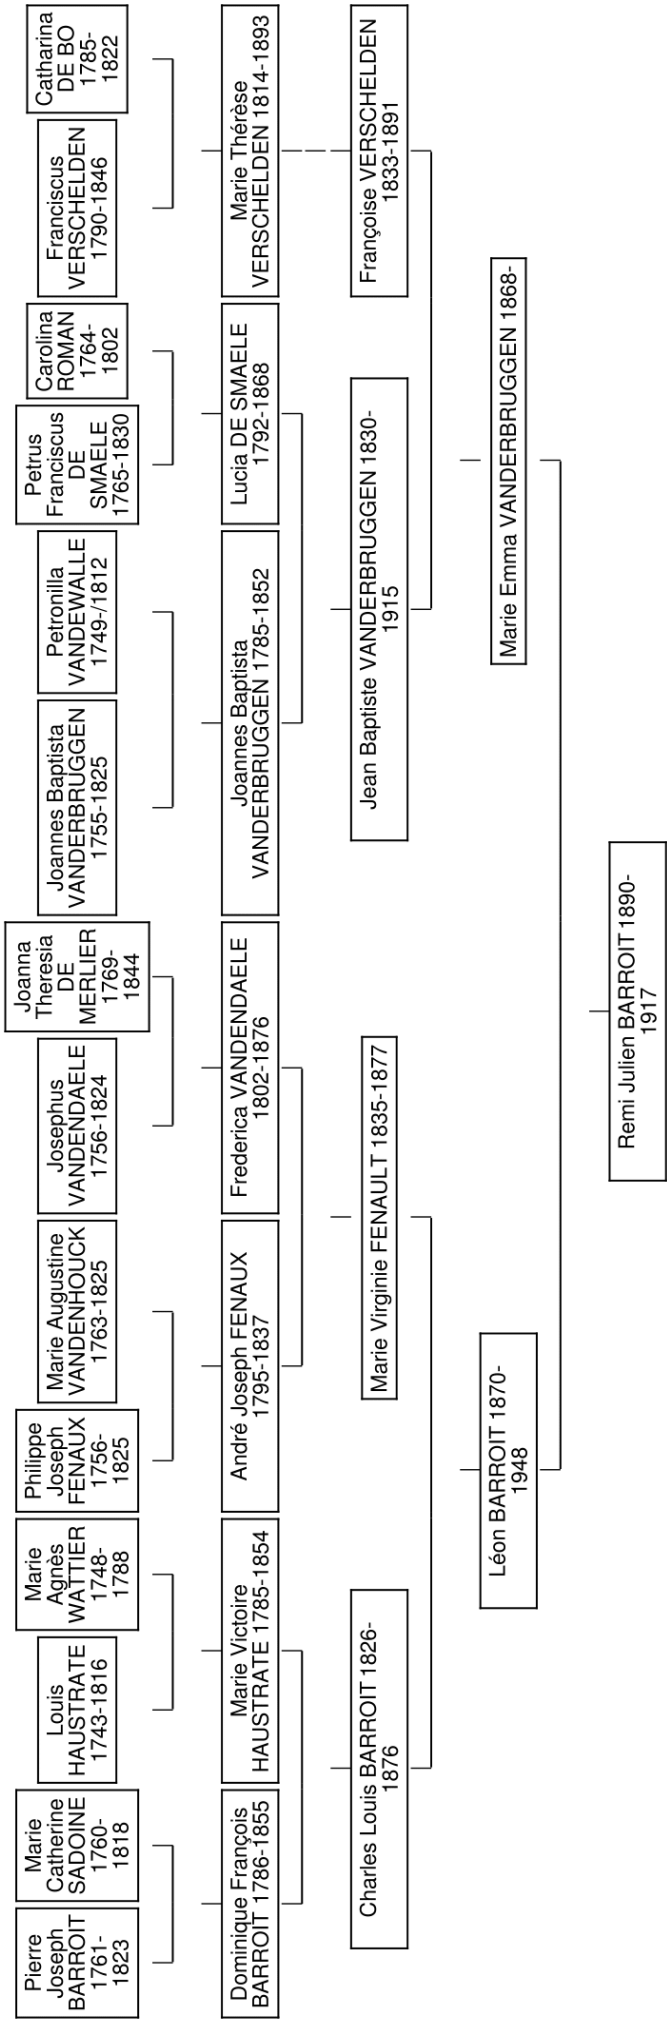 Pierre
Joseph
BARROIT
1761-
1823
Marie
Catherine
SADOINE
1760-
1818
Louis
HAUSTRATE
1743-1816
Marie
Agnès
WATTIER
1748-
1788
Philippe
Joseph
FENAUX
1756-
1825
Marie Augustine
VANDENHOUCK
1763-1825
Josephus
VANDENDAELE
1756-1824
Joanna
Theresia
DE
MERLIER
1769-
1844
Joannes Baptista
VANDERBRUGGEN
1755-1825
Petronilla
VANDEWALLE
1749-/1812
Petrus
Franciscus
DE
SMAELE
1765-1830
Carolina
ROMAN
1764-
1802
Franciscus
VERSCHELDEN
1790-1846
Catharina
DE BO
1785-
1822
Dominique François
BARROIT 1786-1855
Marie Victoire
HAUSTRATE 1785-1854
André Joseph FENAUX
1795-1837
Frederica VANDENDAELE
1802-1876
Joannes Baptista
VANDERBRUGGEN 1785-1852
Lucia DE SMAELE
1792-1868
Marie Thérèse
VERSCHELDEN 1814-1893
Charles Louis BARROIT 1826-
1876
Marie Virginie FENAULT 1835-1877
Jean Baptiste VANDERBRUGGEN 1830-
1915
Françoise VERSCHELDEN
1833-1891
Léon BARROIT 1870-
1948
Marie Emma VANDERBRUGGEN 1868-
Remi Julien BARROIT 1890-
1917